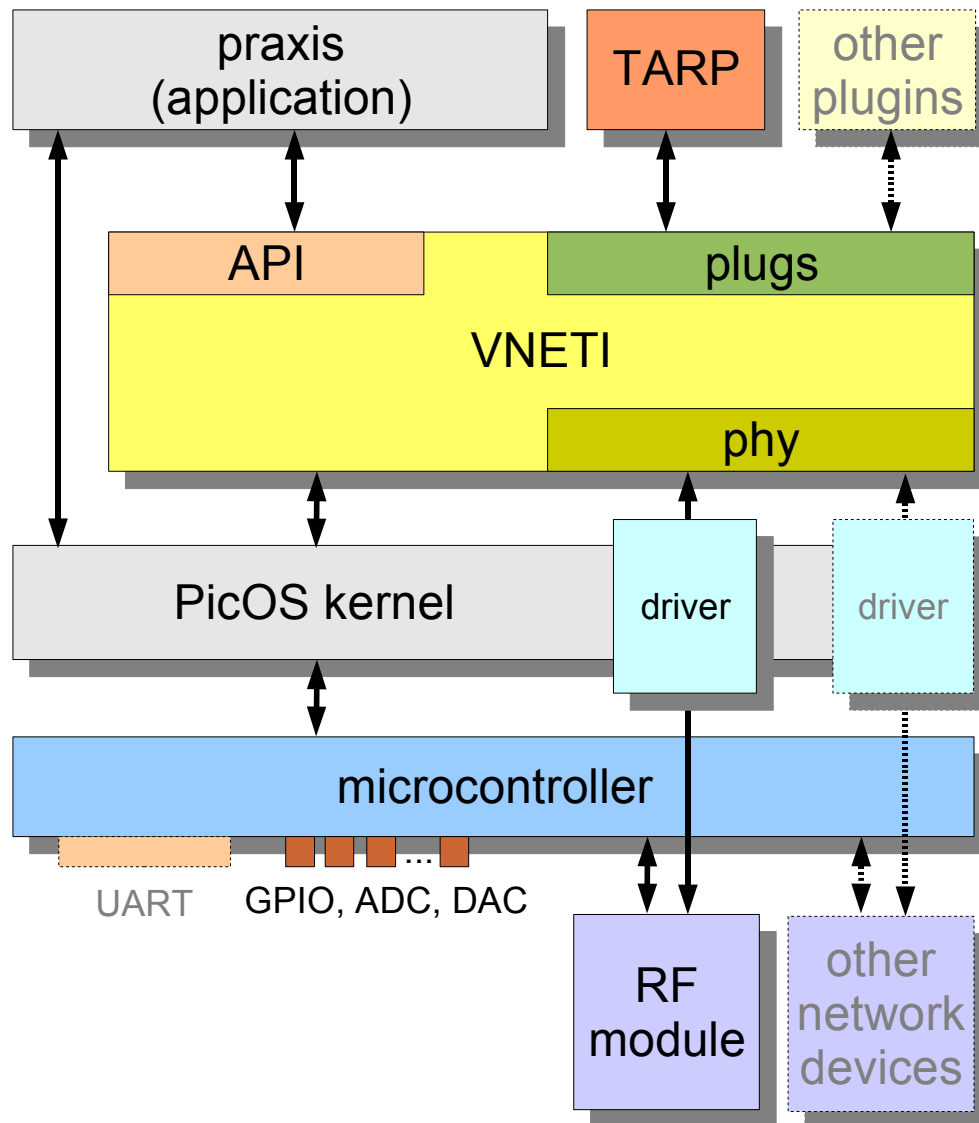 praxis
(application)
TARP
other
plugins
API
plugs
VNETI
phy
PicOS kernel
driver
driver
microcontroller
...
UART
GPIO, ADC, DAC
RF
module
other
network
devices